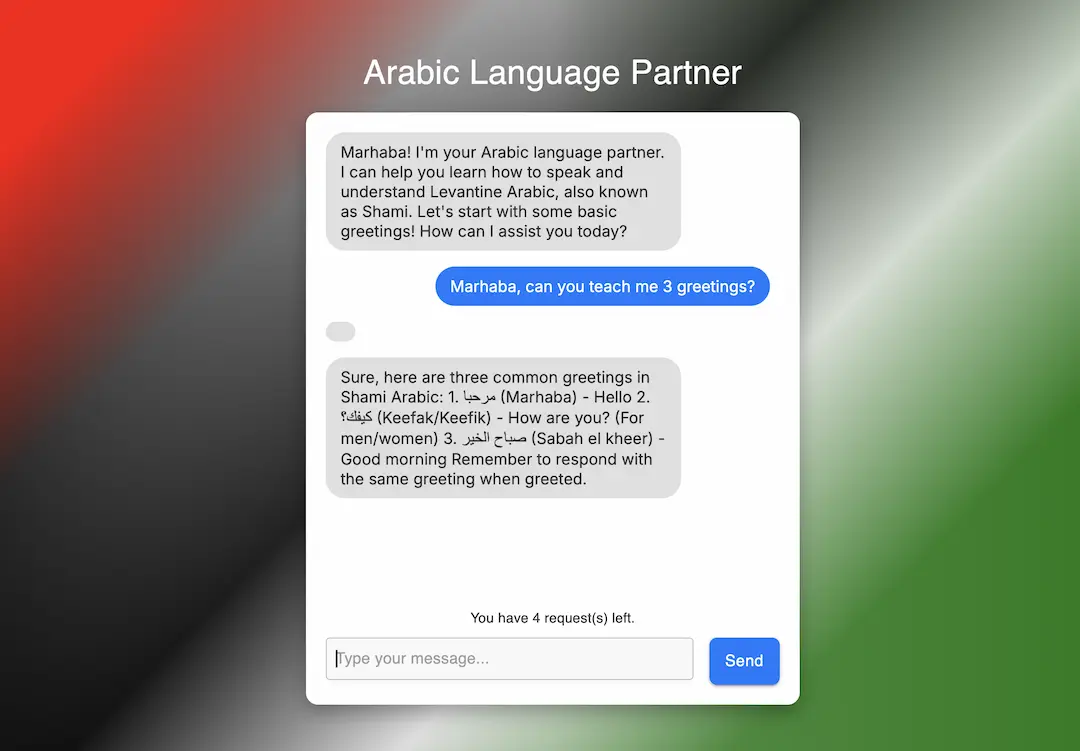 Arabic Language Partner
Marhaba! I'm your Arabic language partner.
I can help you learn how to speak and
understand Levantine Arabic, also known
as Shami. Let's start with some basic
greetings! How can I assist you today?
Marhaba, can you teach me 3 greetings?
Sure, here are three common greetings in
Shami Arabic: 1. مرحبا (Marhaba) - Hello 2.
كيفك؟ (Keefak/Keefik) - How are you? (For
men/women) 3. صباح الخير (Sabah el kheer) -
Good morning Remember to respond with
the same greeting when greeted.
You have 4 request(s) left.
Type your message...
Send